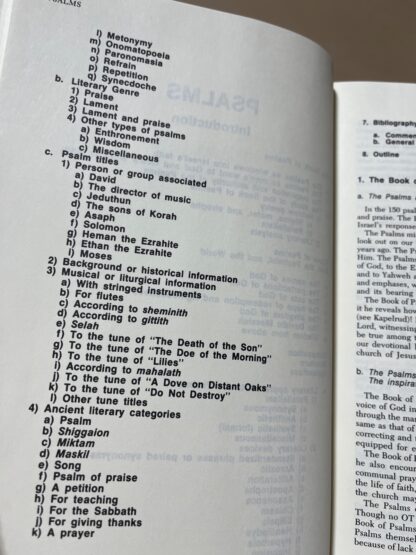 PSALMS
l) Metonymy
m) Onomatopoeia
n) Paronomasia
o) Refrain
p) Repetition
q) Synecdoche
b. Literary Genre
1) Praise
2) Lament
3) Lament and praise
4) Other types of psalms
a) Enthronement
b) Wisdom
c) Miscellaneous
c. Psalm titles
1) Person or group associated
a) David
b) The director of music
c) Jeduthun
d) The sons of Korah
e) Asaph
f) Solomon
g) Heman the Ezrahite
h) Ethan the Ezrahite
i) Moses
2) Background or historical information
3) Musical or liturgical information
a) With stringed instruments
b) For flutes
c) According to sheminith
d) According to gittith
e) Selah
f) To the tune of "The Death of the Son"
g) To the tune of "The Doe of the Morning"
h) To the tune of "Lilies"
i) According to mahalath
j) To the tune of "A Dove on Distant Oaks"
k) To the tune of "Do Not Destroy"
l) Other tune titles
4) Ancient literary categories
a) Psalm
b) Shiggaion
c) Miktam
d) Maskil
e) Song
f) Psalm of praise
g) A petition
h) For teaching
i) For the Sabbath
j) For giving thanks
k) A prayer
7. Bibliography
a. Comme
b. General
8. Outline
1. The Book o
a. The Psalms a
In the 150 psal
and praise. The P
Israel's response
The Psalms mi
look out on our
years ago. The P
Him. The Psalms
of God, to the E
and to Yahweh a
and emphases, w
and its bearing
The Book of P
it reveals how
(see Kapelrud)!
Lord, witnessin
be true among
our devotional l
church of Jesus
b. The Psalms
The inspira
The Book of
voice of God in
through the man
same as that of
correcting and
equipped for e
The Book of
he also encour
communal pray
the life of faith,
the church may
The Psalms
Though no OT
Book of Psalm
Psalms themse
because of lack